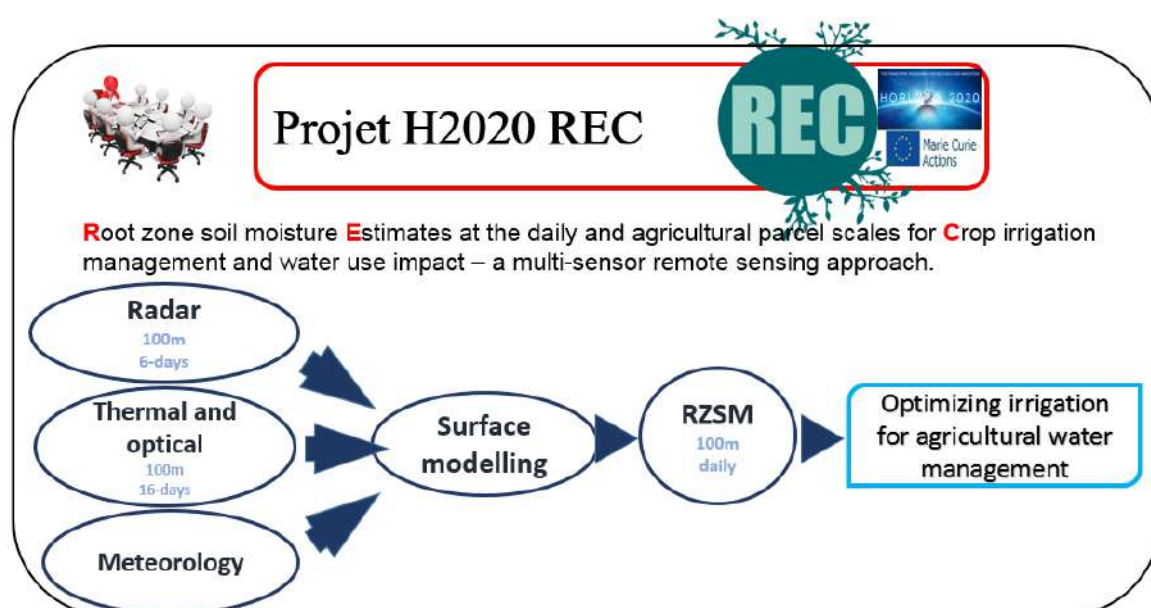 Projet H2020 REC
REC
HORIZON 2020
Marie Curie
Actions
Root zone soil moisture Estimates at the daily and agricultural parcel scales for Crop irrigation
management and water use impact – a multi-sensor remote sensing approach.
Radar
100m
6-days
Thermal and
optical
100m
16-days
Meteorology
Surface
modelling
RZSM
100m
daily
Optimizing irrigation
for agricultural water
management